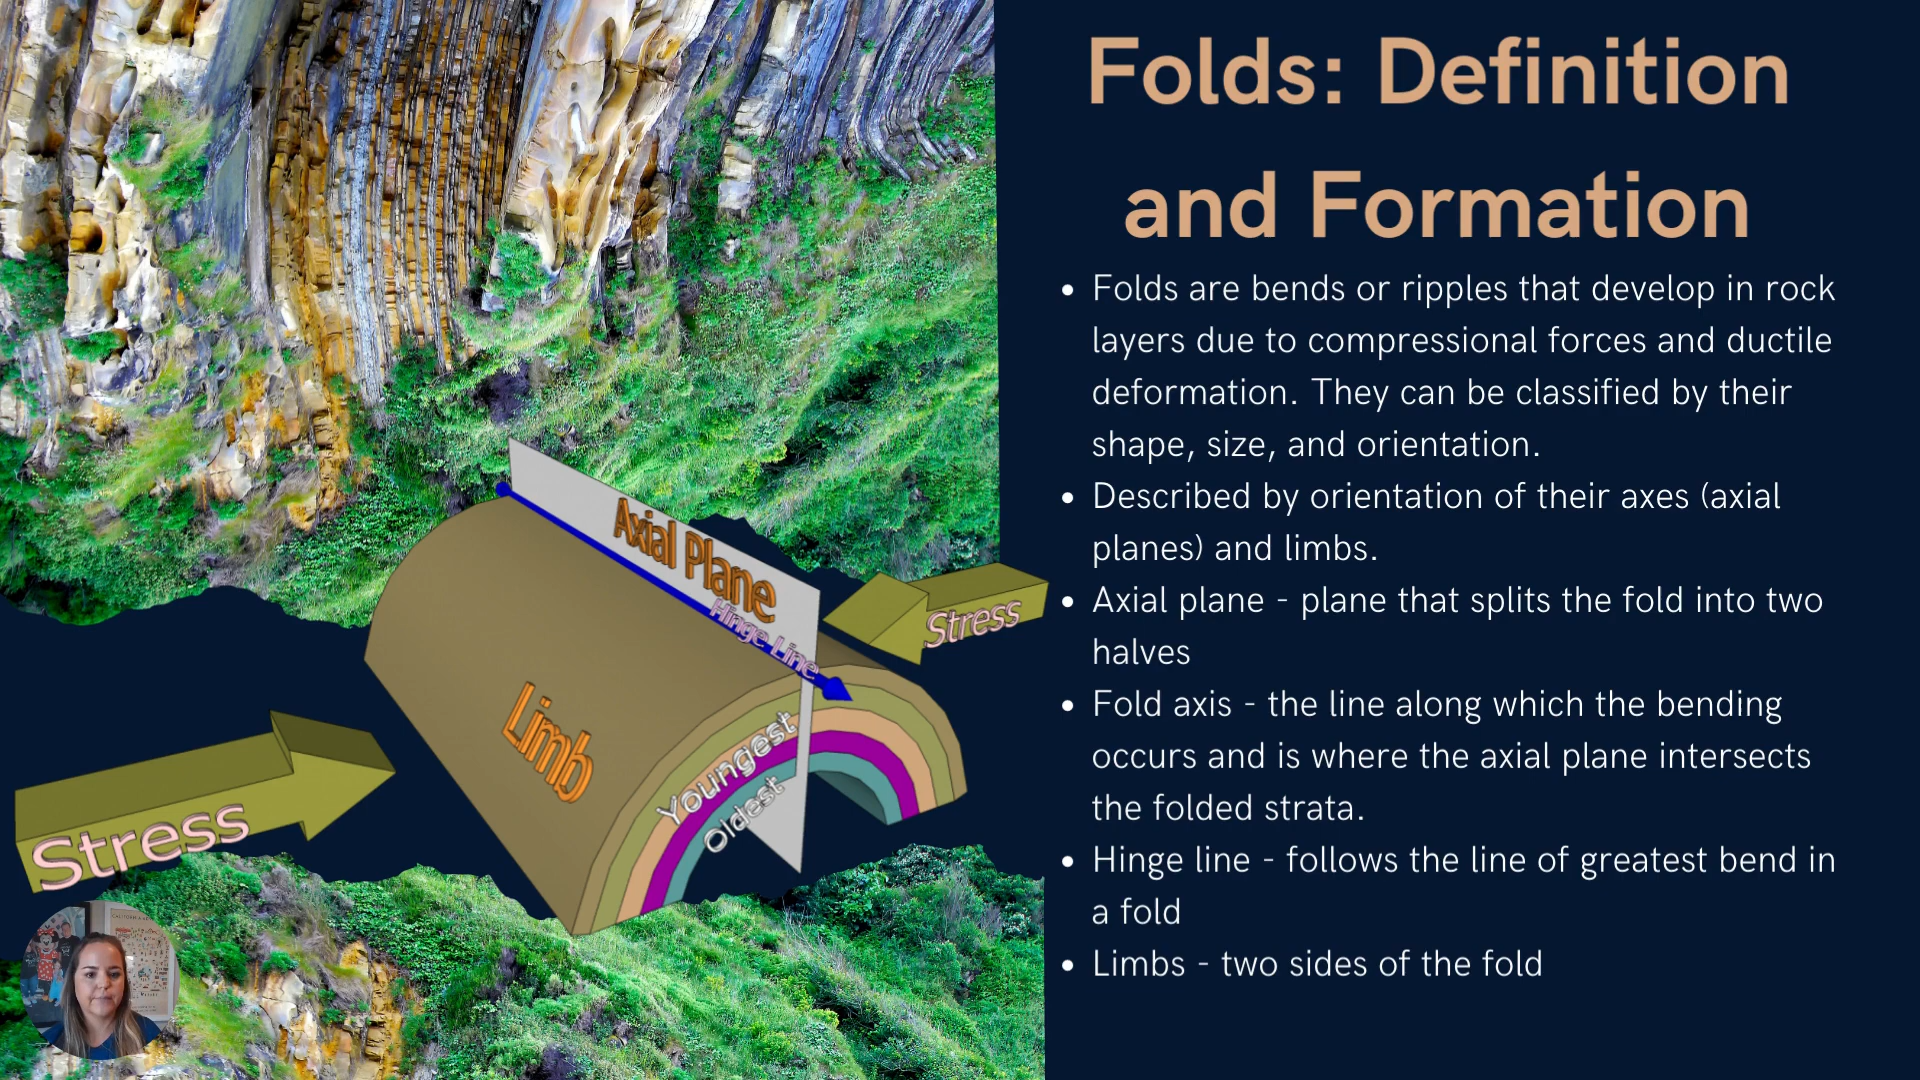 Folds: Definition
and Formation
Folds are bends or ripples that develop in rock
layers due to compressional forces and ductile
deformation. They can be classified by their
shape, size, and orientation.
Described by orientation of their axes (axial
planes) and limbs.
Axial plane - plane that splits the fold into two
halves
Fold axis - the line along which the bending
occurs and is where the axial plane intersects
the folded strata.
Hinge line - follows the line of greatest bend in
a fold
Limbs - two sides of the fold
Axial Plane
Hinge Line
Stress
Limb
Youngest
Oldest
Stress